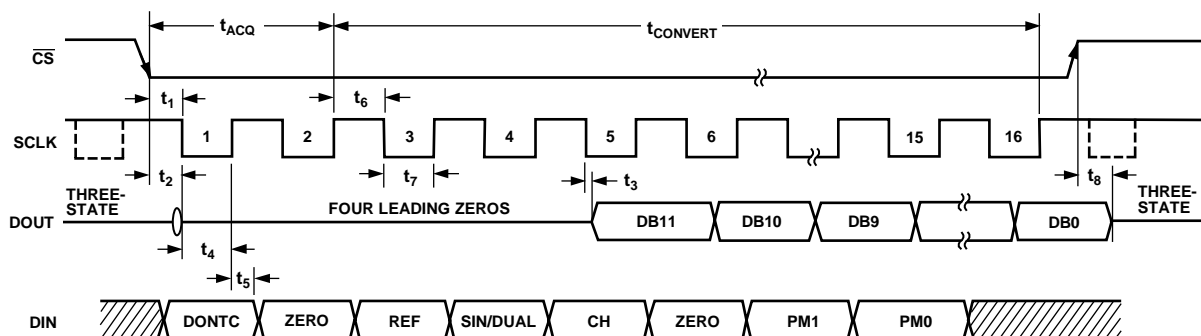 tACQ tCONVERT
CS
t1 t6
SCLK 1 2 3 4 5 6 15 16
t2 t7 t3 t8
THREE-STATE THREE-STATE
DOUT FOUR LEADING ZEROS DB11 DB10 DB9 DB0
t4
t5
DIN DONTC ZERO REF SIN/DUAL CH ZERO PM1 PM0